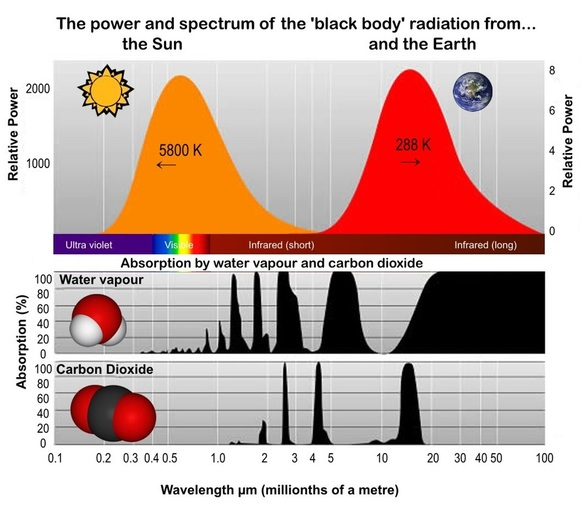 The power and spectrum of the 'black body' radiation from...
the Sun and the Earth
Relative Power
2000
1000
5800 K
←
288 K
→
8
6
4
2
0
Relative Power
Ultra violet Visible Infrared (short) Infrared (long)
Absorption by water vapour and carbon dioxide
Absorption (%)
Water vapour
100
80
60
40
20
0
Carbon Dioxide
100
80
60
40
20
0
0.1 0.2 0.3 0.4 0.5 1.0 2 3 4 5 10 20 30 40 50 100
Wavelength µm (millionths of a metre)